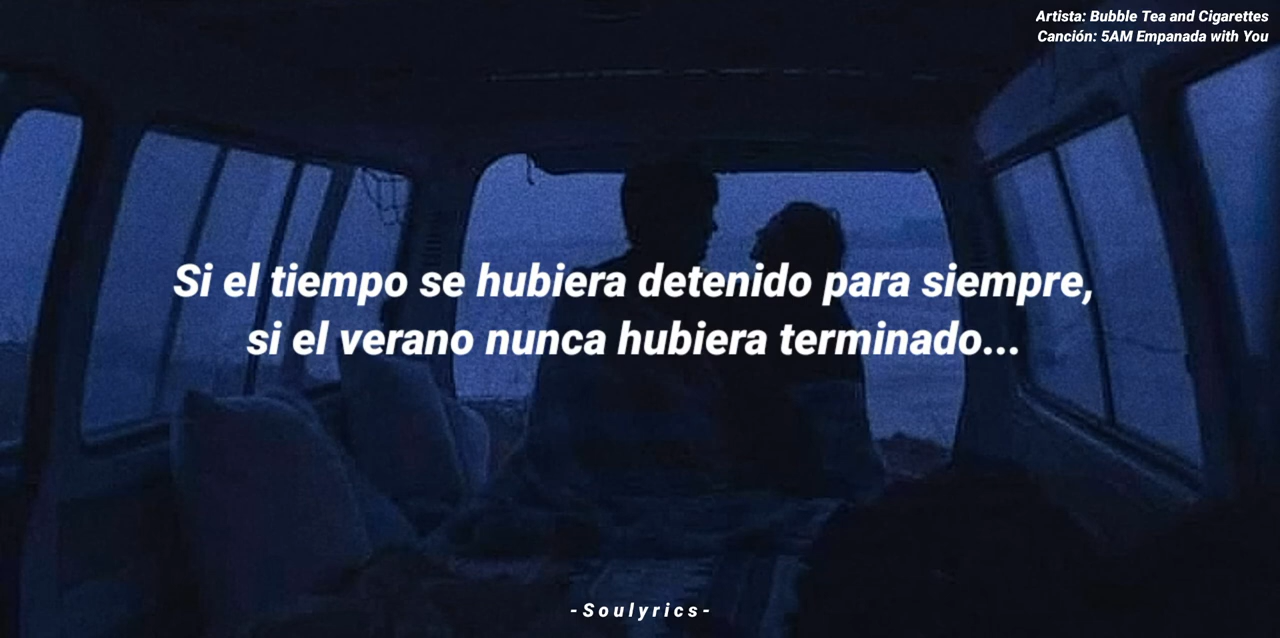 Artista: Bubble Tea and Cigarettes
Canción: 5AM Empanada with You
Si el tiempo se hubiera detenido para siempre,
si el verano nunca hubiera terminado...
-Soulyrics-